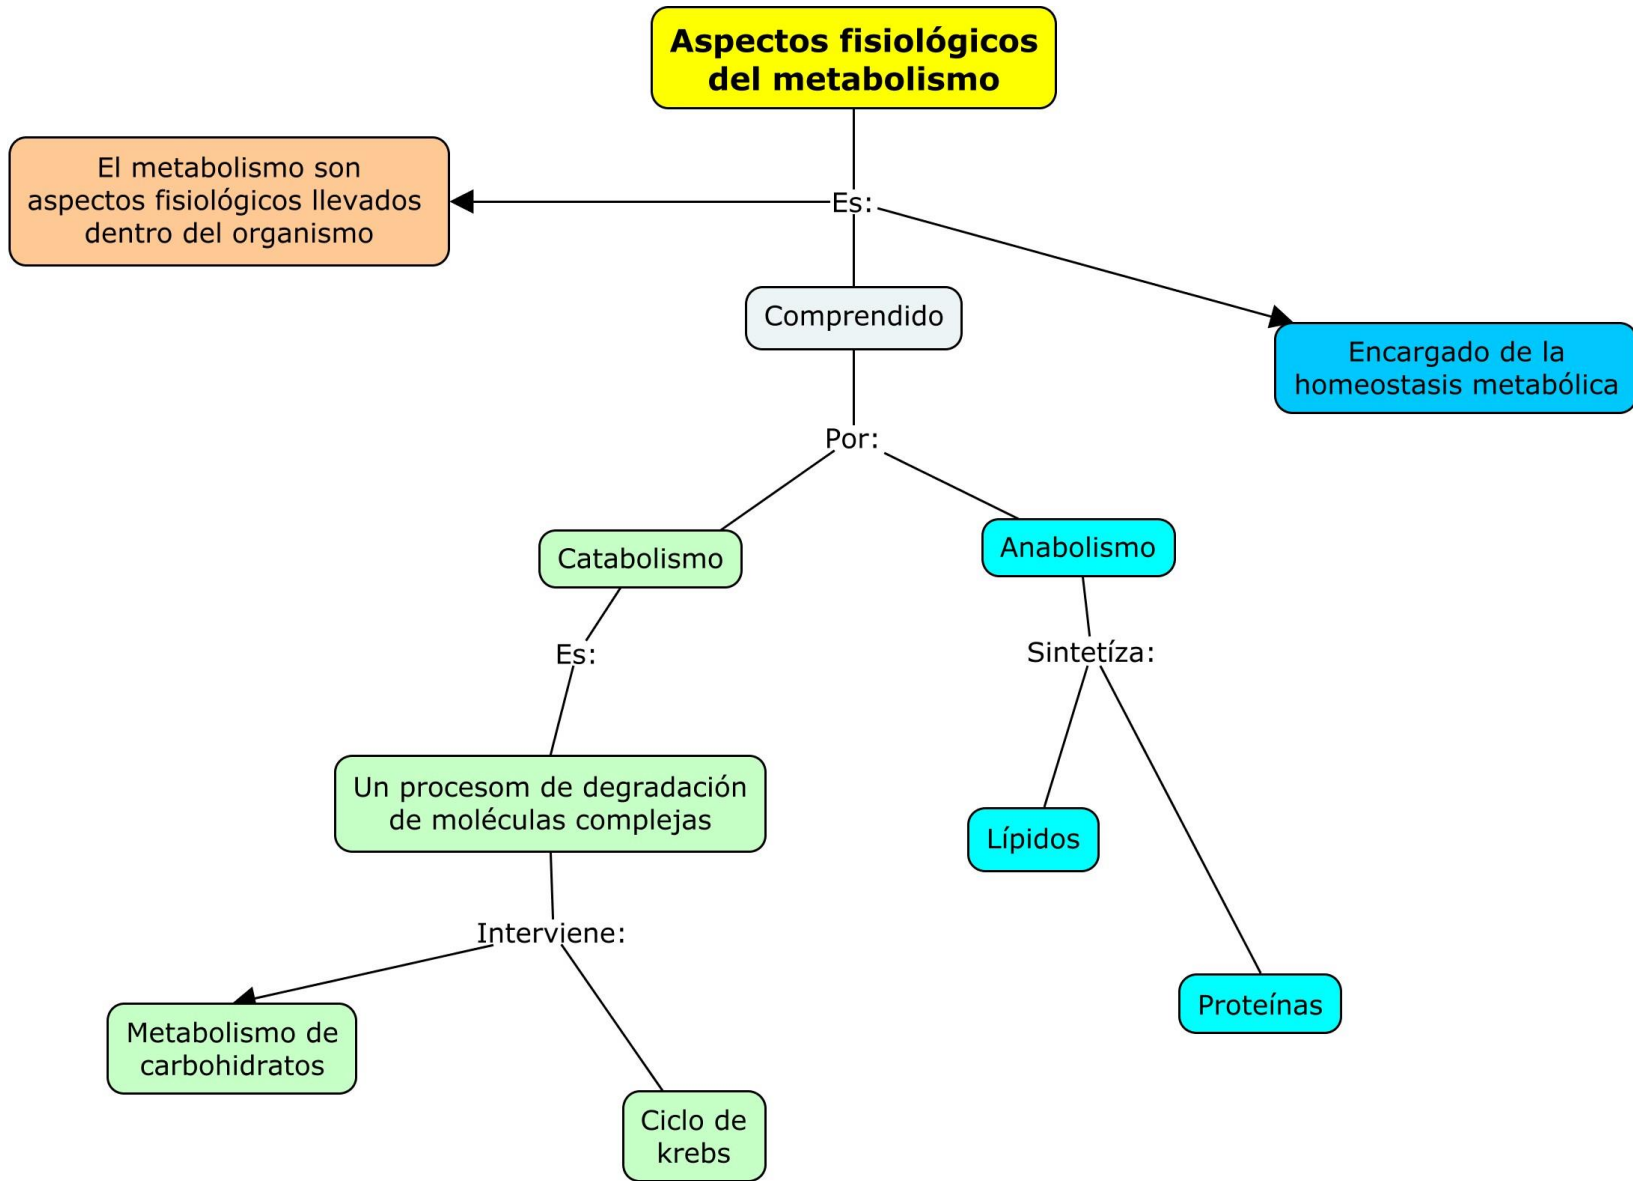 Aspectos fisiológicos
del metabolismo
El metabolismo son
aspectos fisiológicos llevados
dentro del organismo
Es:
Comprendido
Encargado de la
homeostasis metabólica
Por:
Catabolismo
Anabolismo
Es:
Sintetíza:
Un procesom de degradación
de moléculas complejas
Lípidos
Interviene:
Proteínas
Metabolismo de
carbohidratos
Ciclo de
krebs